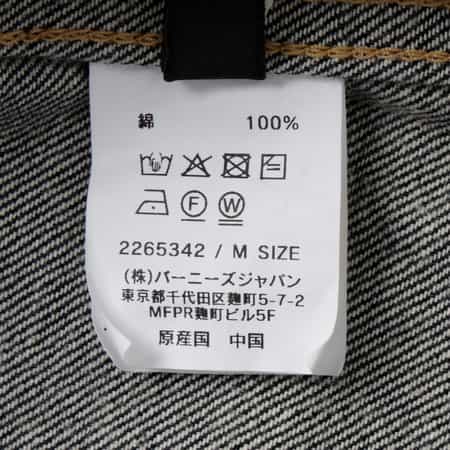 綿 100%
F W
2265342 / M SIZE
(株)バーニーズジャパン
東京都千代田区麹町5-7-2
MFPR麹町ビル5F
原産国 中国